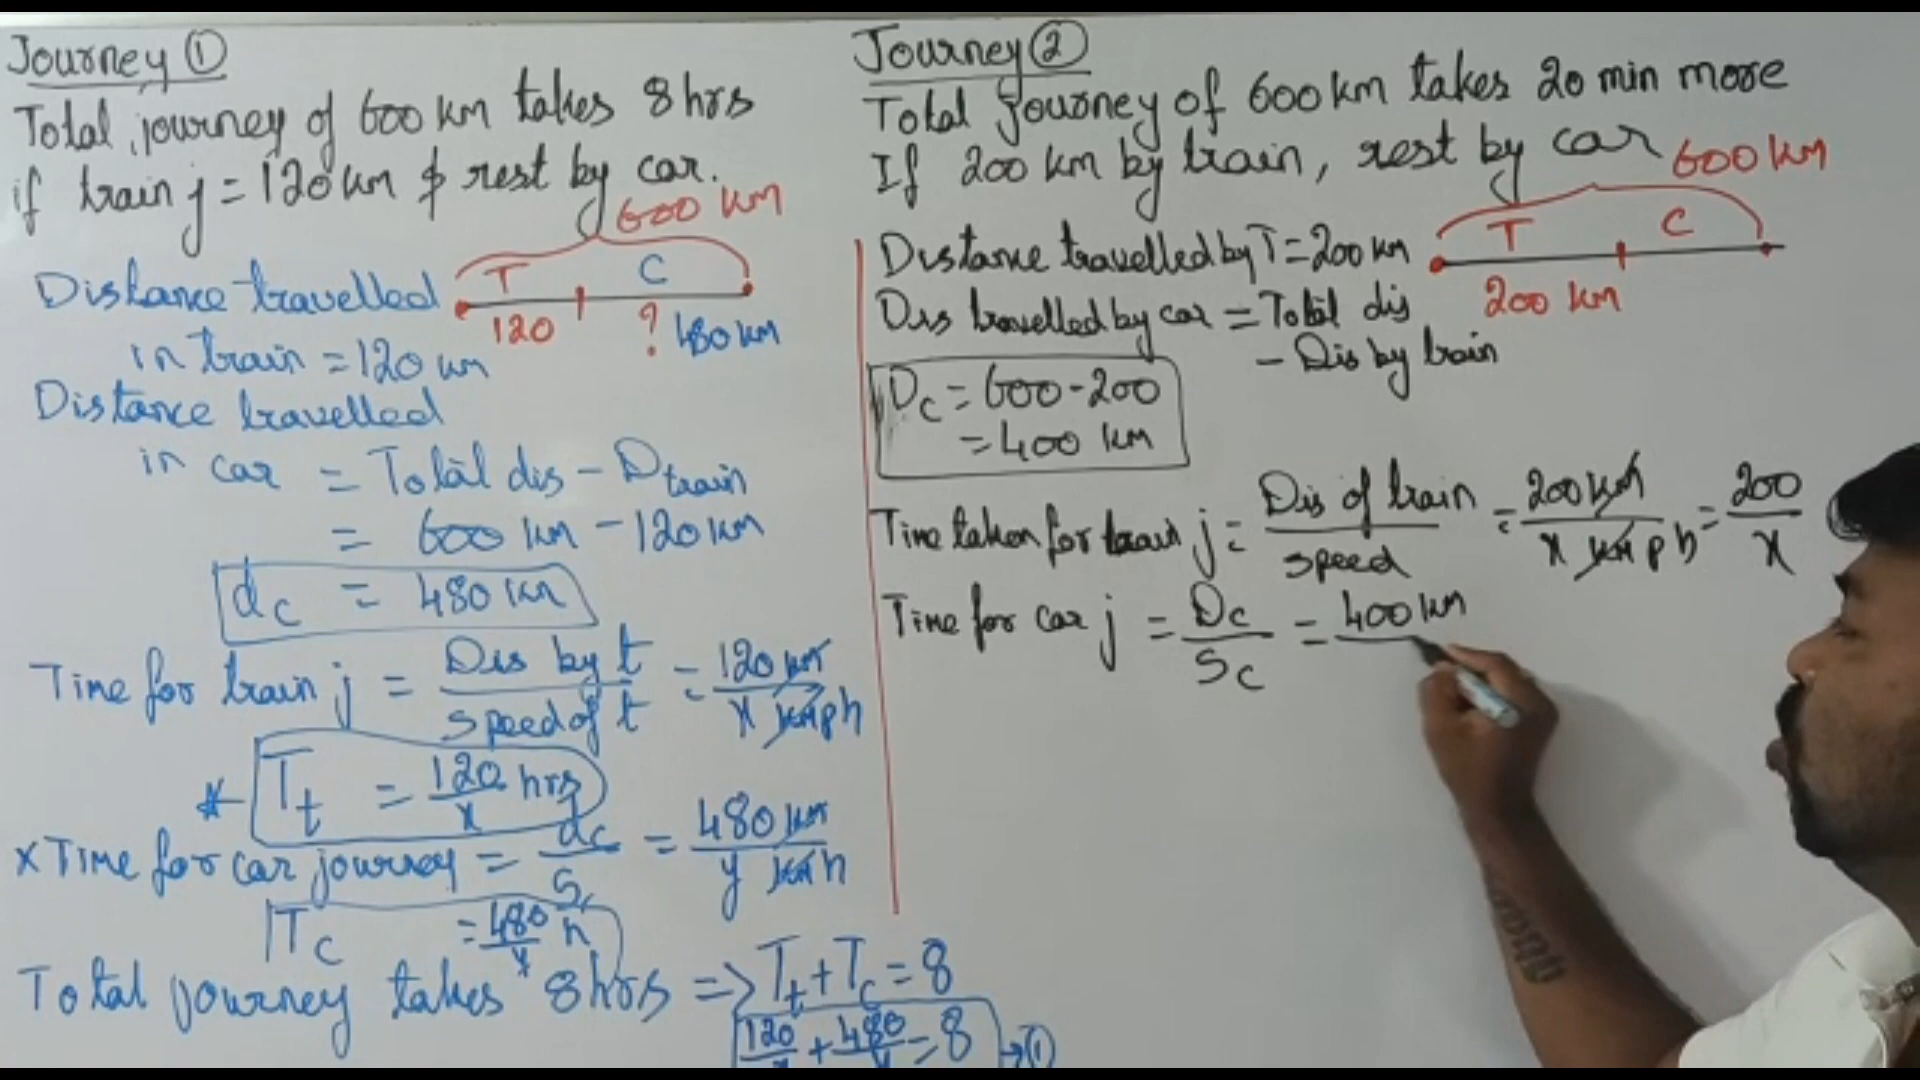 Journey ①
Total journey of 600 km takes 8 hrs
if train j = 120 km & rest by car.
600 km
T C
120 ? 480 km
Distance travelled
in train = 120 km
Distance travelled
in car = Total dis - Dtrain
= 600 km - 120 km
dc = 480 km
Time for train j = Dis by t / speed of t = 120 km / x kmph
Tt = 120 / x hrs
x Time for car journey = dc / Sc = 480 km / y km h
Tc = 480 / y h
Total journey takes 8 hrs => Tt + Tc = 8
120 / x + 480 / y = 8 → ①
Journey ②
Total journey of 600 km takes 20 min more
If 200 km by train, rest by car
600 km
T C
200 km
Distance travelled by T = 200 km
Dis travelled by car = Total dis
- Dis by train
Dc = 600 - 200
= 400 km
Time taken for train j = Dis of train / speed = 200 km / x km p h = 200 / x
Time for car j = Dc / Sc = 400 km